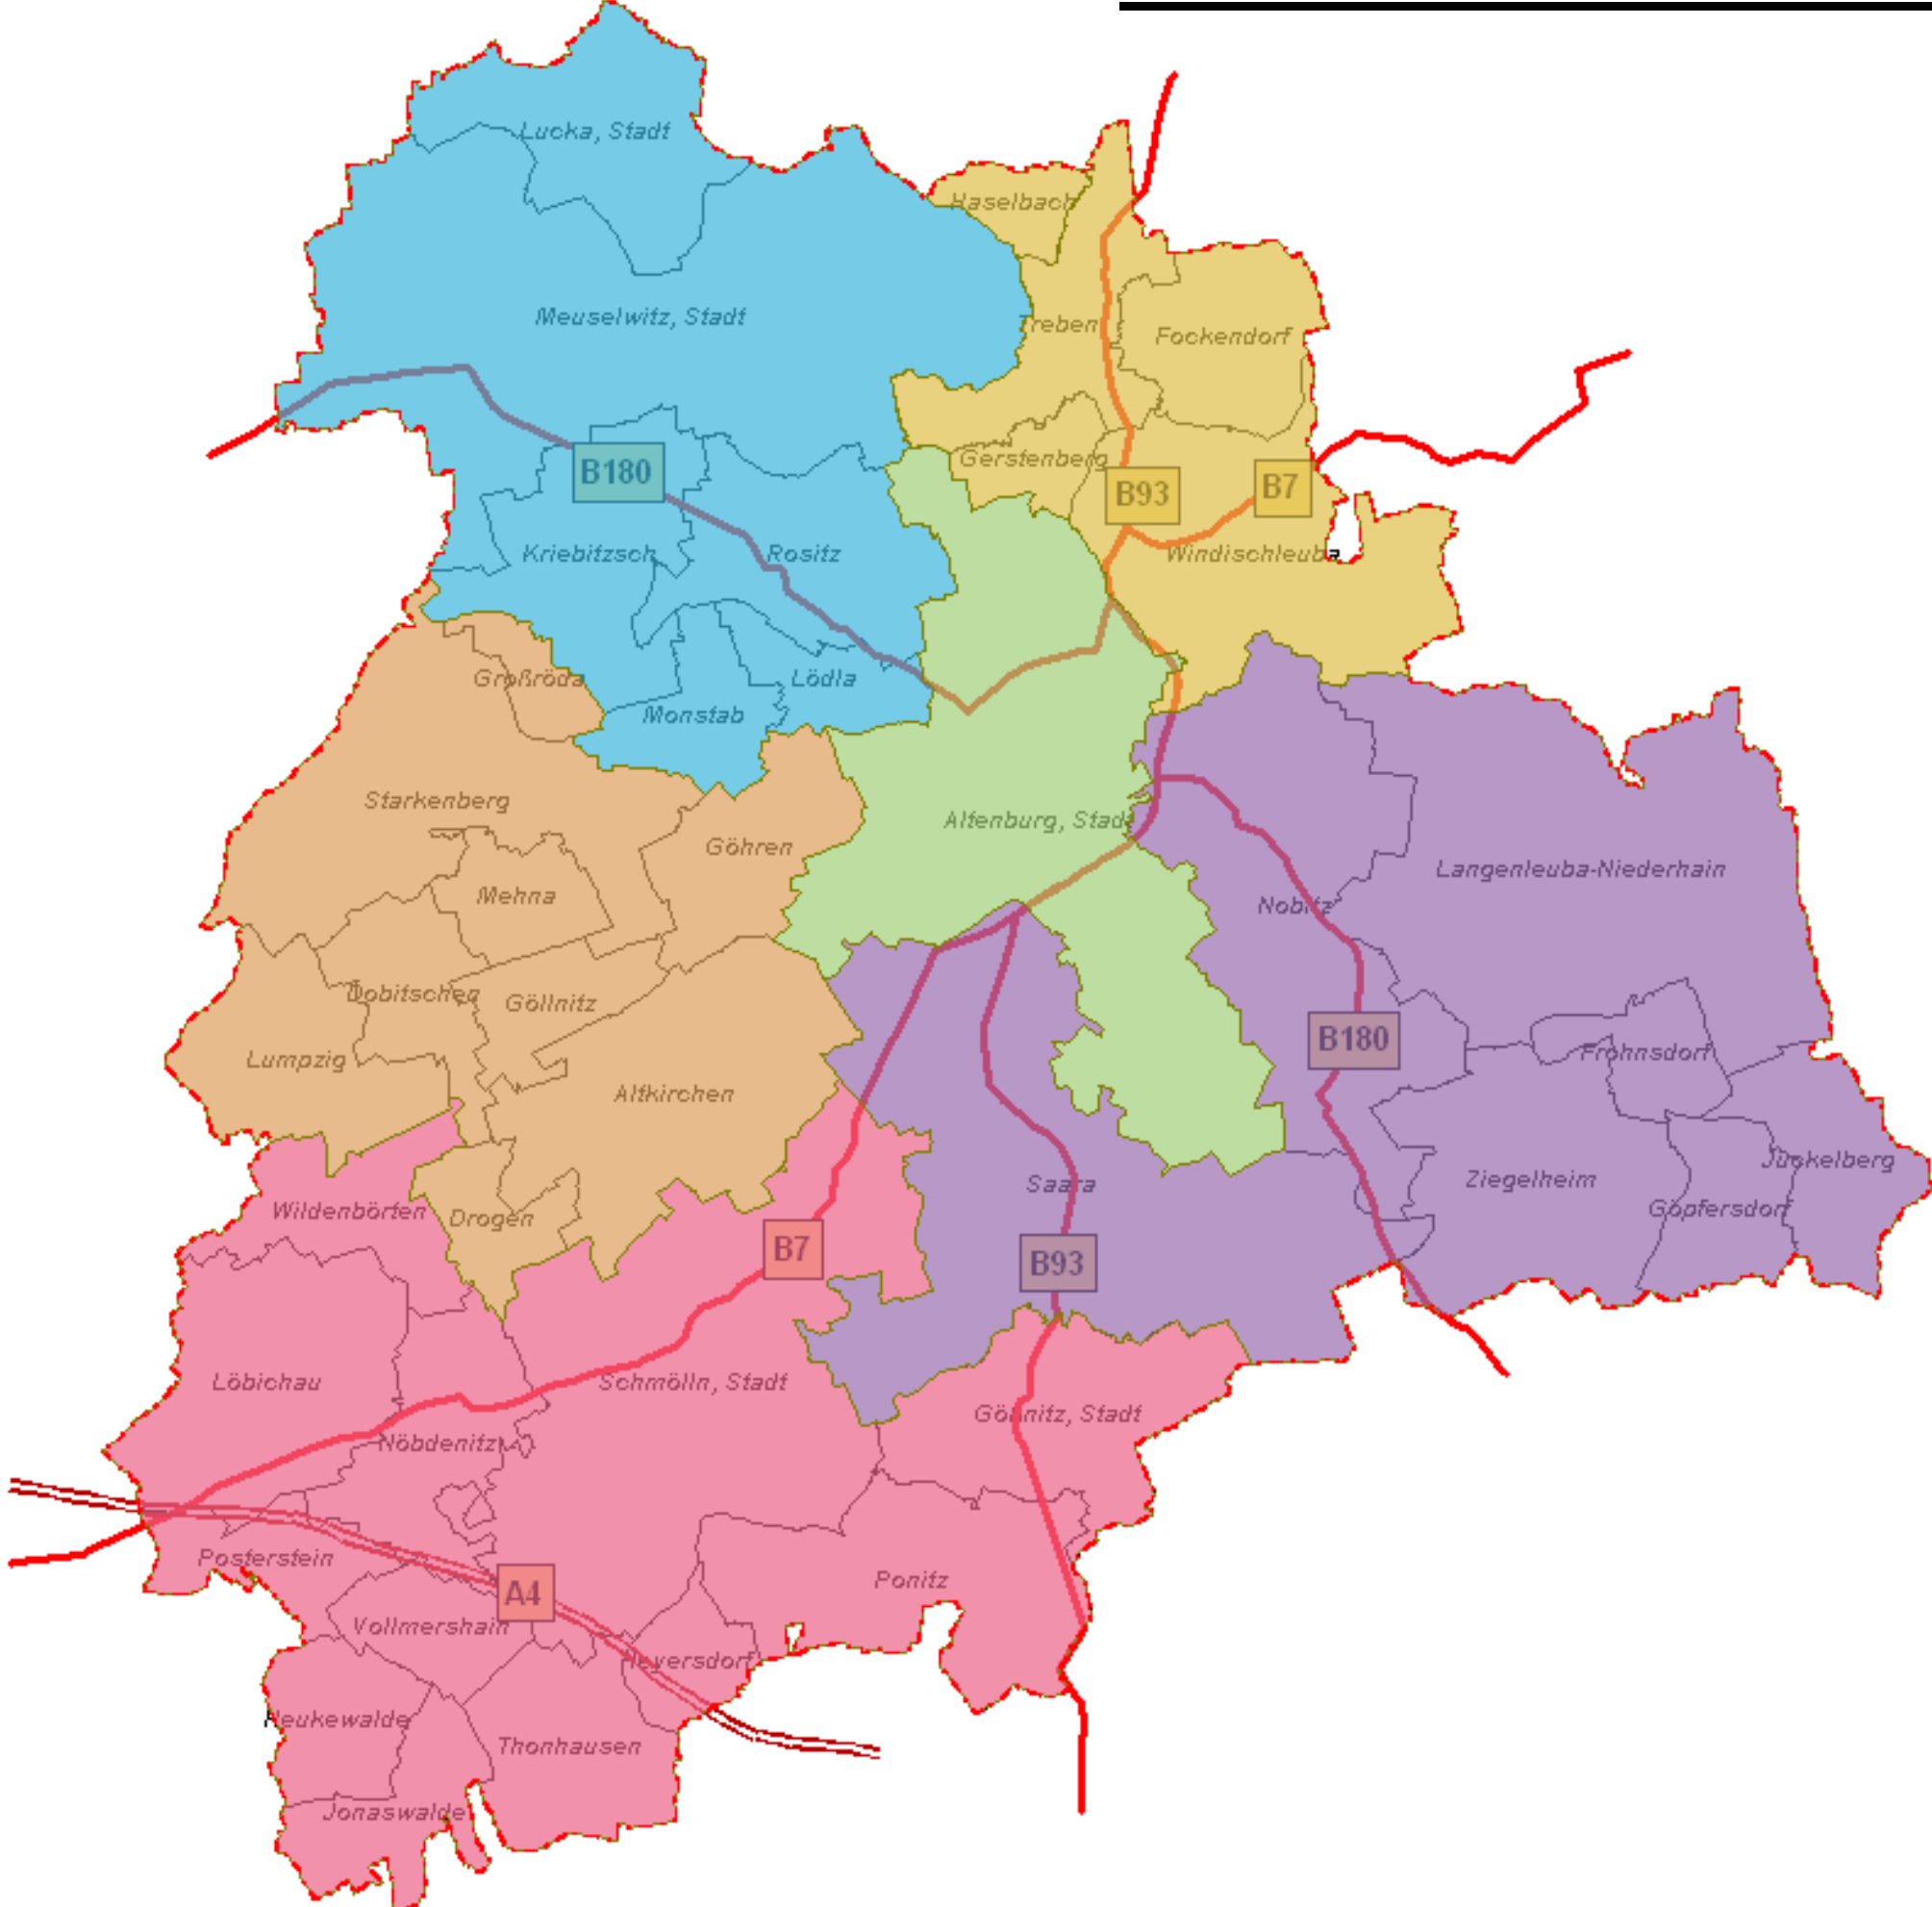 Lucka, Stadt
Haselbach
Meuselwitz, Stadt
Treben
Fockendorf
Gerstenberg
B180
B93
B7
Kriebitzsch
Rositz
Windischleuba
Großröda
Lödla
Monstab
Starkenberg
Altenburg, Stadt
Göhren
Langenleuba-Niederhain
Mehna
Nobitz
Dobitschen
Göllnitz
B180
Frohnsdorf
Lumpzig
Altkirchen
Jückelberg
Saara
Ziegelheim
Göpfersdorf
Wildenbörten
Drogen
B7
B93
Löbichau
Schmölln, Stadt
Gößnitz, Stadt
Nöbdenitz
Posterstein
Ponitz
A4
Vollmershain
Heyersdorf
Heukewalde
Thonhausen
Jonaswalde